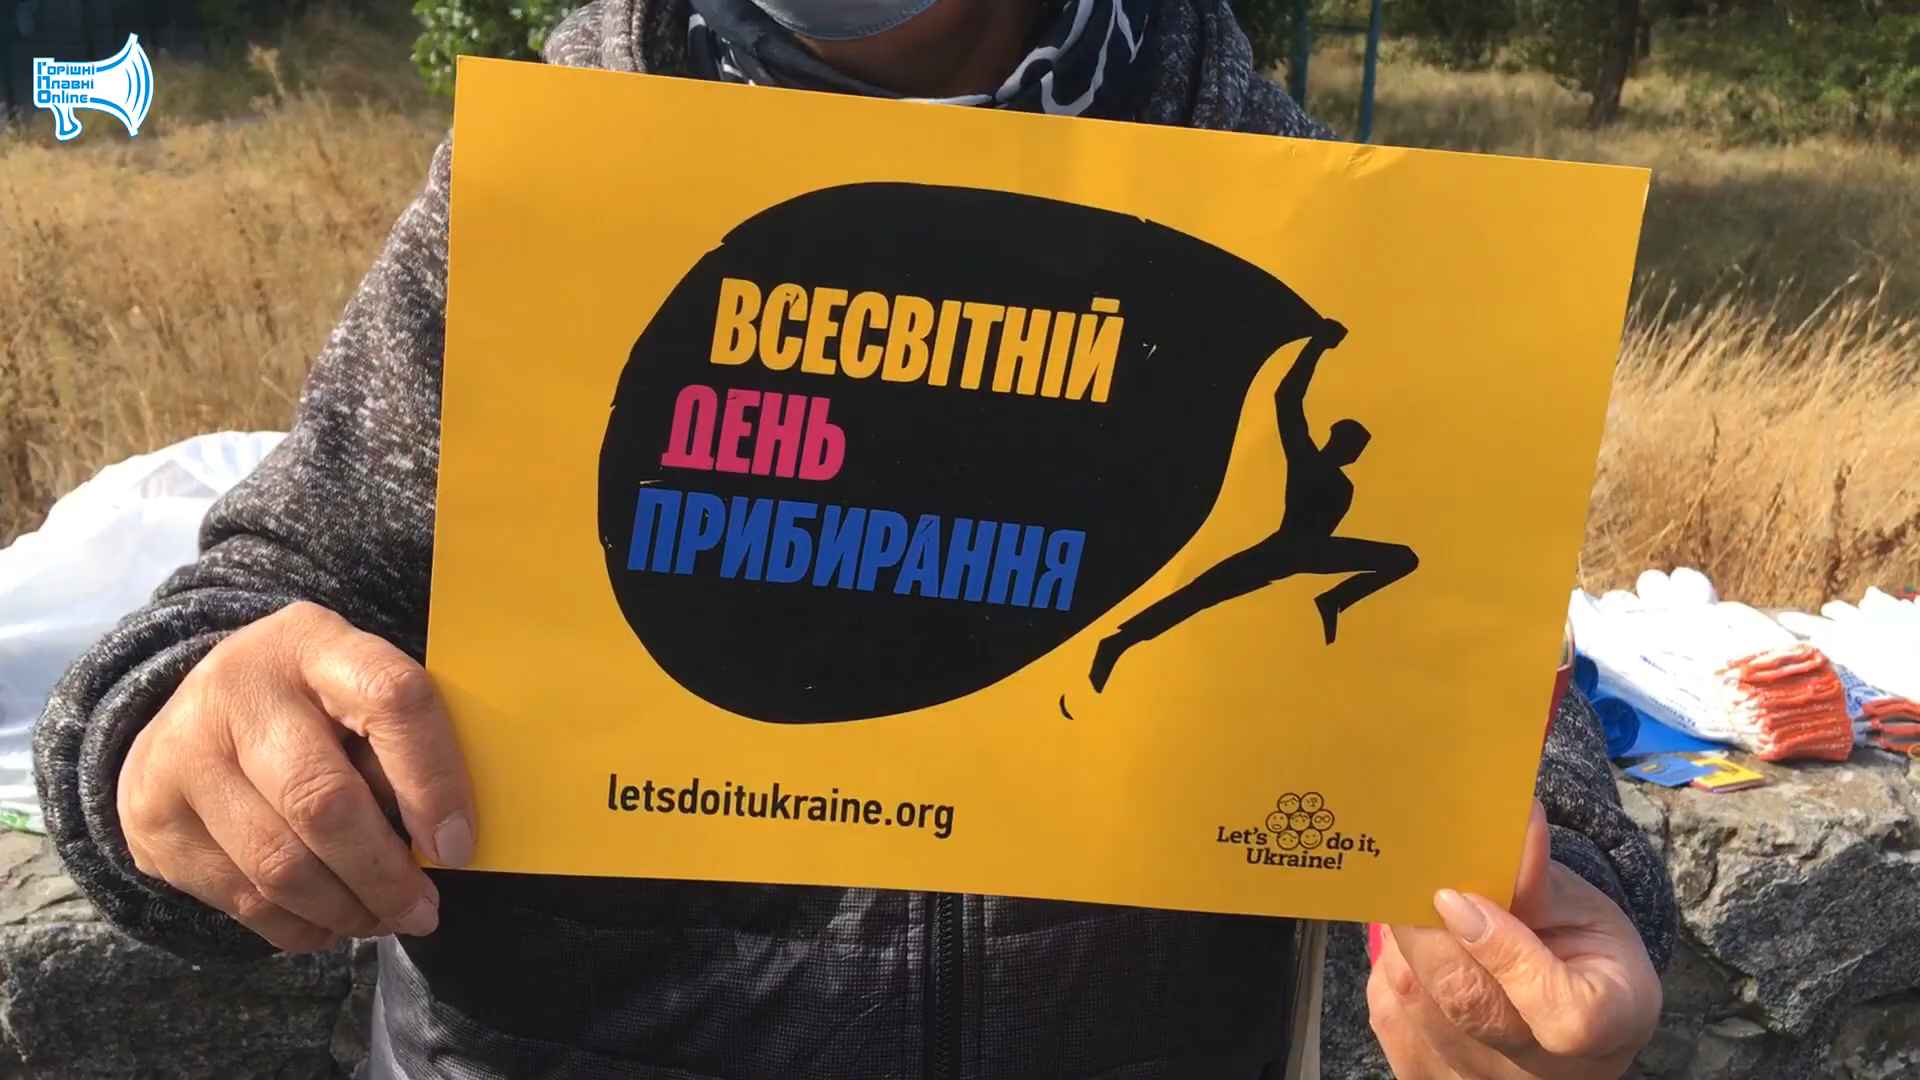 Горішні
Плавні
Online
ВСЕСВІТНІЙ
ДЕНЬ
ПРИБИРАННЯ
letsdoitukraine.org
Let's do it,
Ukraine!